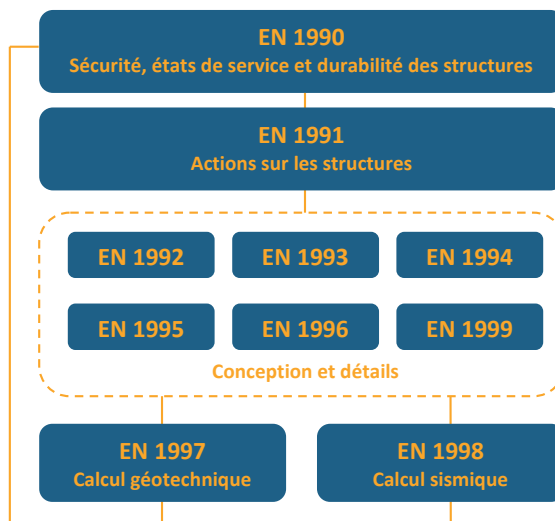 EN 1990
Sécurité, états de service et durabilité des structures
EN 1991
Actions sur les structures
EN 1992
EN 1993
EN 1994
EN 1995
EN 1996
EN 1999
Conception et détails
EN 1997
Calcul géotechnique
EN 1998
Calcul sismique